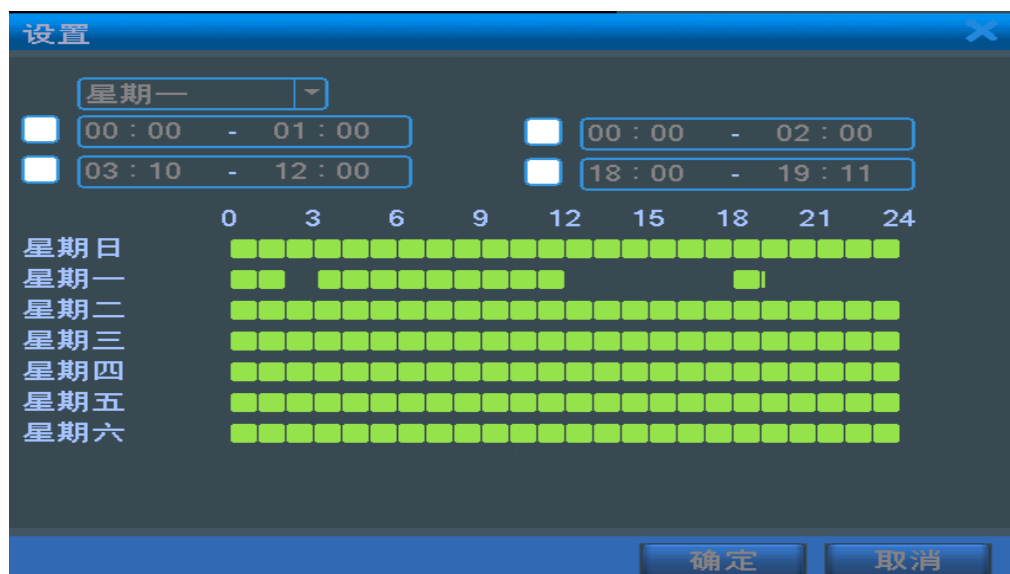 设置
星期一
00:00 - 01:00 00:00 - 02:00
03:10 - 12:00 18:00 - 19:11
0 3 6 9 12 15 18 21 24
星期日
星期一
星期二
星期三
星期四
星期五
星期六
确定 取消